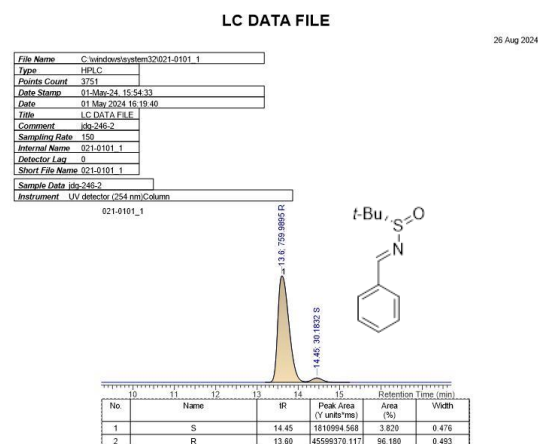 LC DATA FILE
26 Aug 2024
File Name C:\windows\system32\021-0101_1
Type HPLC
Points Count 3751
Date Stamp 01-May-24, 15:54:33
Date 01 May 2024 16:19:40
Title LC DATA FILE
Comment jdg-246-2
Sampling Rate 150
Internal Name 021-0101_1
Detector Lag 0
Short File Name 021-0101_1
Sample Data jdg-246-2
Instrument UV detector (254 nm)Column
021-0101_1
13.6; 759.9895 R
14.45; 30.1832 S
t-Bu S O
N
10 11 12 13 14 15 Retention Time (min)
No. Name tR Peak Area (Y units*ms) Area (%) Width
1 S 14.45 1810994.568 3.820 0.476
2 R 13.60 45599370.117 96.180 0.493